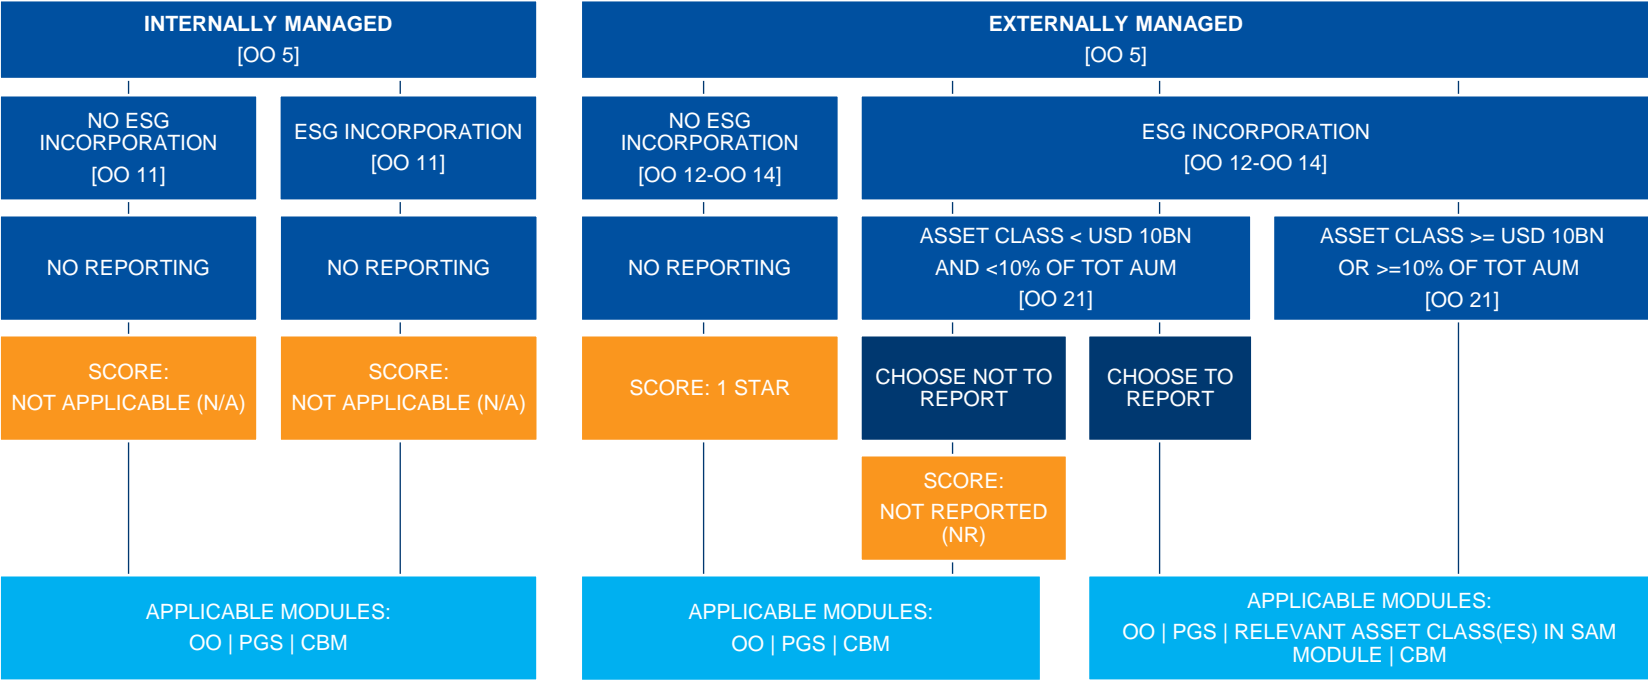 INTERNALLY MANAGED
[OO 5]
EXTERNALLY MANAGED
[OO 5]
NO ESG
INCORPORATION
[OO 11]
ESG INCORPORATION
[OO 11]
NO ESG
INCORPORATION
[OO 12-OO 14]
ESG INCORPORATION
[OO 12-OO 14]
NO REPORTING
NO REPORTING
NO REPORTING
ASSET CLASS < USD 10BN
AND <10% OF TOT AUM
[OO 21]
ASSET CLASS >= USD 10BN
OR >=10% OF TOT AUM
[OO 21]
SCORE:
NOT APPLICABLE (N/A)
SCORE:
NOT APPLICABLE (N/A)
SCORE: 1 STAR
CHOOSE NOT TO
REPORT
CHOOSE TO
REPORT
SCORE:
NOT REPORTED
(NR)
APPLICABLE MODULES:
OO | PGS | CBM
APPLICABLE MODULES:
OO | PGS | CBM
APPLICABLE MODULES:
OO | PGS | RELEVANT ASSET CLASS(ES) IN SAM
MODULE | CBM